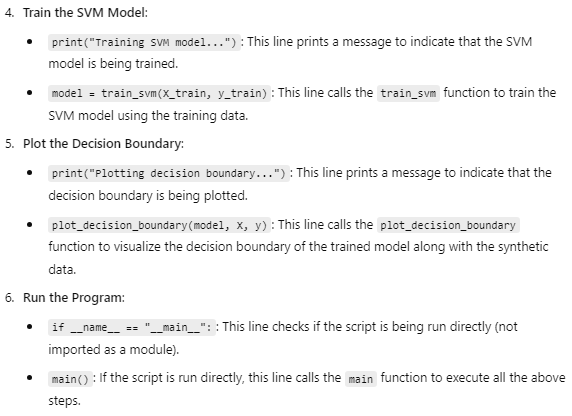 4. Train the SVM Model:
• print("Training SVM model..."): This line prints a message to indicate that the SVM
model is being trained.
• model = train_svm(X_train, y_train): This line calls the train_svm function to train the
SVM model using the training data.
5. Plot the Decision Boundary:
• print("Plotting decision boundary..."): This line prints a message to indicate that the
decision boundary is being plotted.
• plot_decision_boundary(model, X, y): This line calls the plot_decision_boundary
function to visualize the decision boundary of the trained model along with the synthetic
data.
6. Run the Program:
• if __name__ == "__main__":: This line checks if the script is being run directly (not
imported as a module).
• main(): If the script is run directly, this line calls the main function to execute all the above
steps.